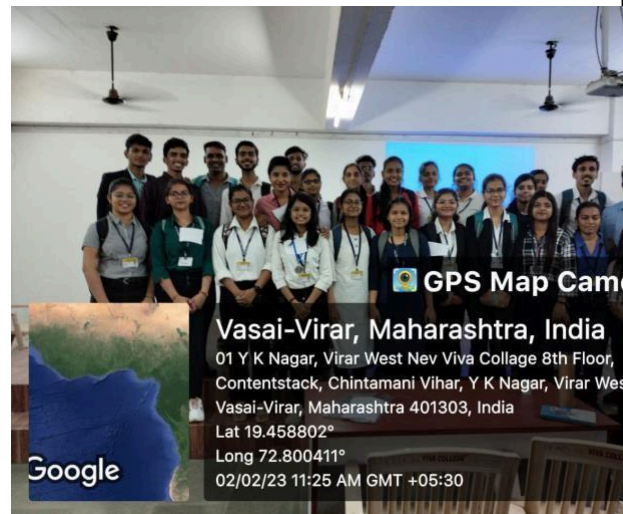 GPS Map Came
Vasai-Virar, Maharashtra, India
01 Y K Nagar, Virar West Nev Viva Collage 8th Floor,
Contentstack, Chintamani Vihar, Y K Nagar, Virar Wes
Vasai-Virar, Maharashtra 401303, India
Lat 19.458802°
Long 72.800411°
02/02/23 11:25 AM GMT +05:30
Google
VIVA COLLEGE